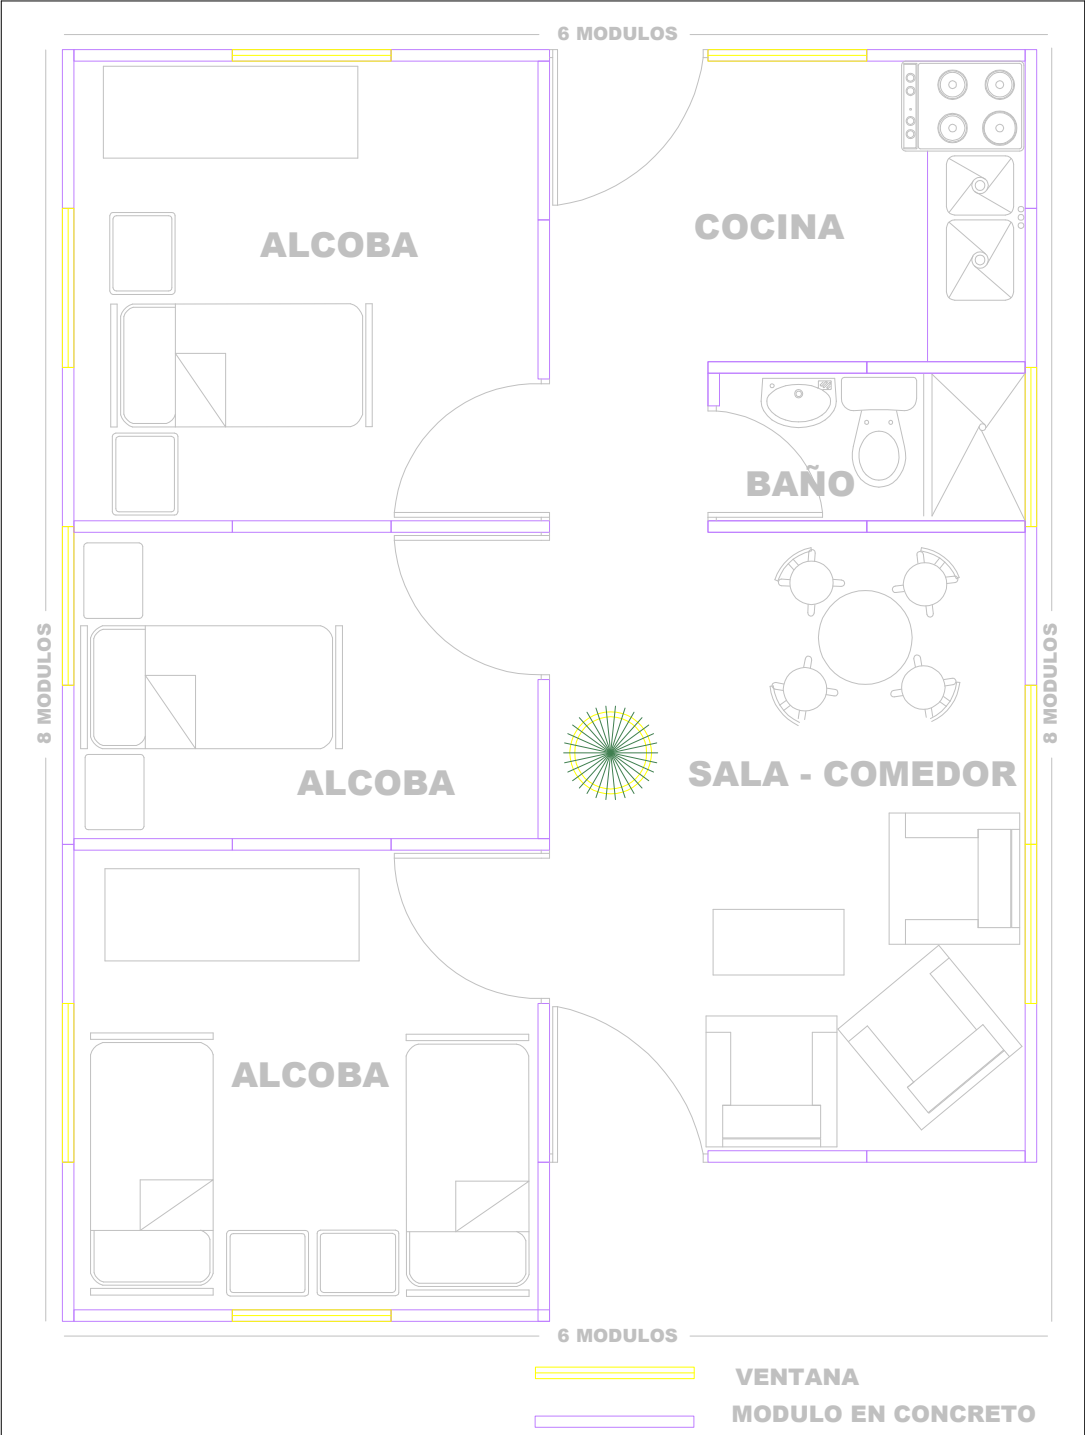 6 MODULOS
COCINA
ALCOBA
BAÑO
8 MODULOS
8 MODULOS
SALA - COMEDOR
ALCOBA
ALCOBA
6 MODULOS
VENTANA
MODULO EN CONCRETO